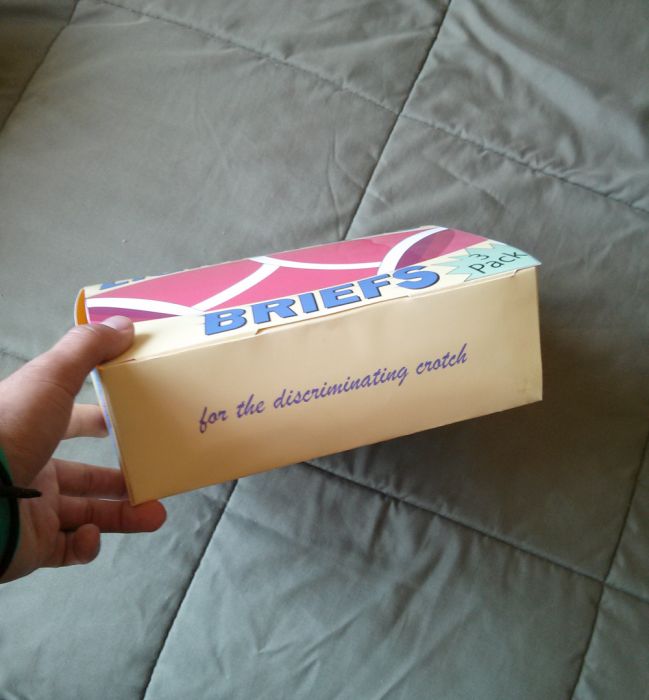 BRIEFS
3
Pack
for the discriminating crotch